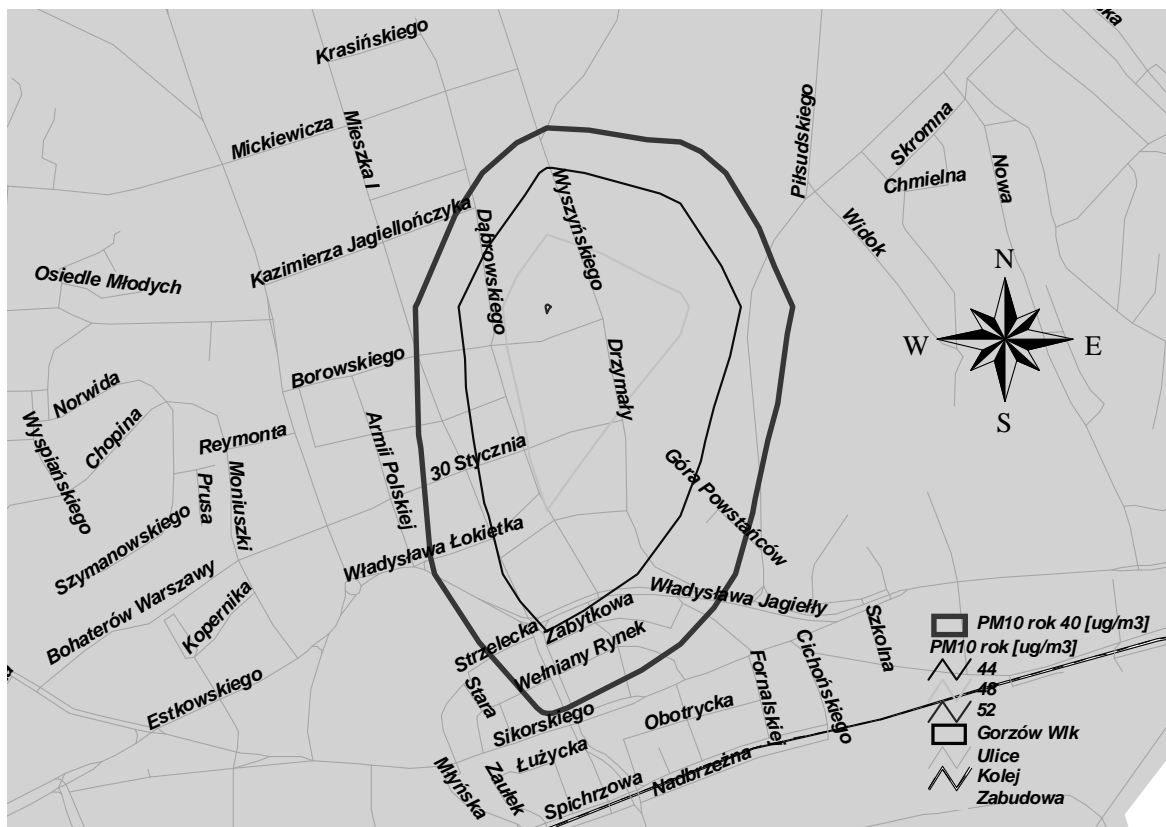 Krasińskiego
Mickiewicza
Mieszka I
Piłsudskiego
Skromna
Chmielna
Nowa
Widok
Wyszyńskiego
Kazimierza Jagiellończyka
Dąbrowskiego
Osiedle Młodych
N
W
E
S
Borowskiego
Drzymały
Norwida
Chopina
Wyspiańskiego
Reymonta
Armii Polskiej
30 Stycznia
Prusa
Moniuszki
Góra Powstańców
Szymanowskiego
Władysława Łokietka
Bohaterów Warszawy
Kopernika
Władysława Jagiełły
Zabytkowa
Strzelecka
Wełniany Rynek
Szkolna
Cichońskiego
Fornalskiej
Stara
Estkowskiego
Sikorskiego
Obotrycka
Łużycka
Młyńska
Zaułek
Spichrzowa
Nadbrzeżna
PM10 rok 40 [ug/m3]
PM10 rok [ug/m3]
44
48
52
Gorzów Wlk
Ulice
Kolej
Zabudowa